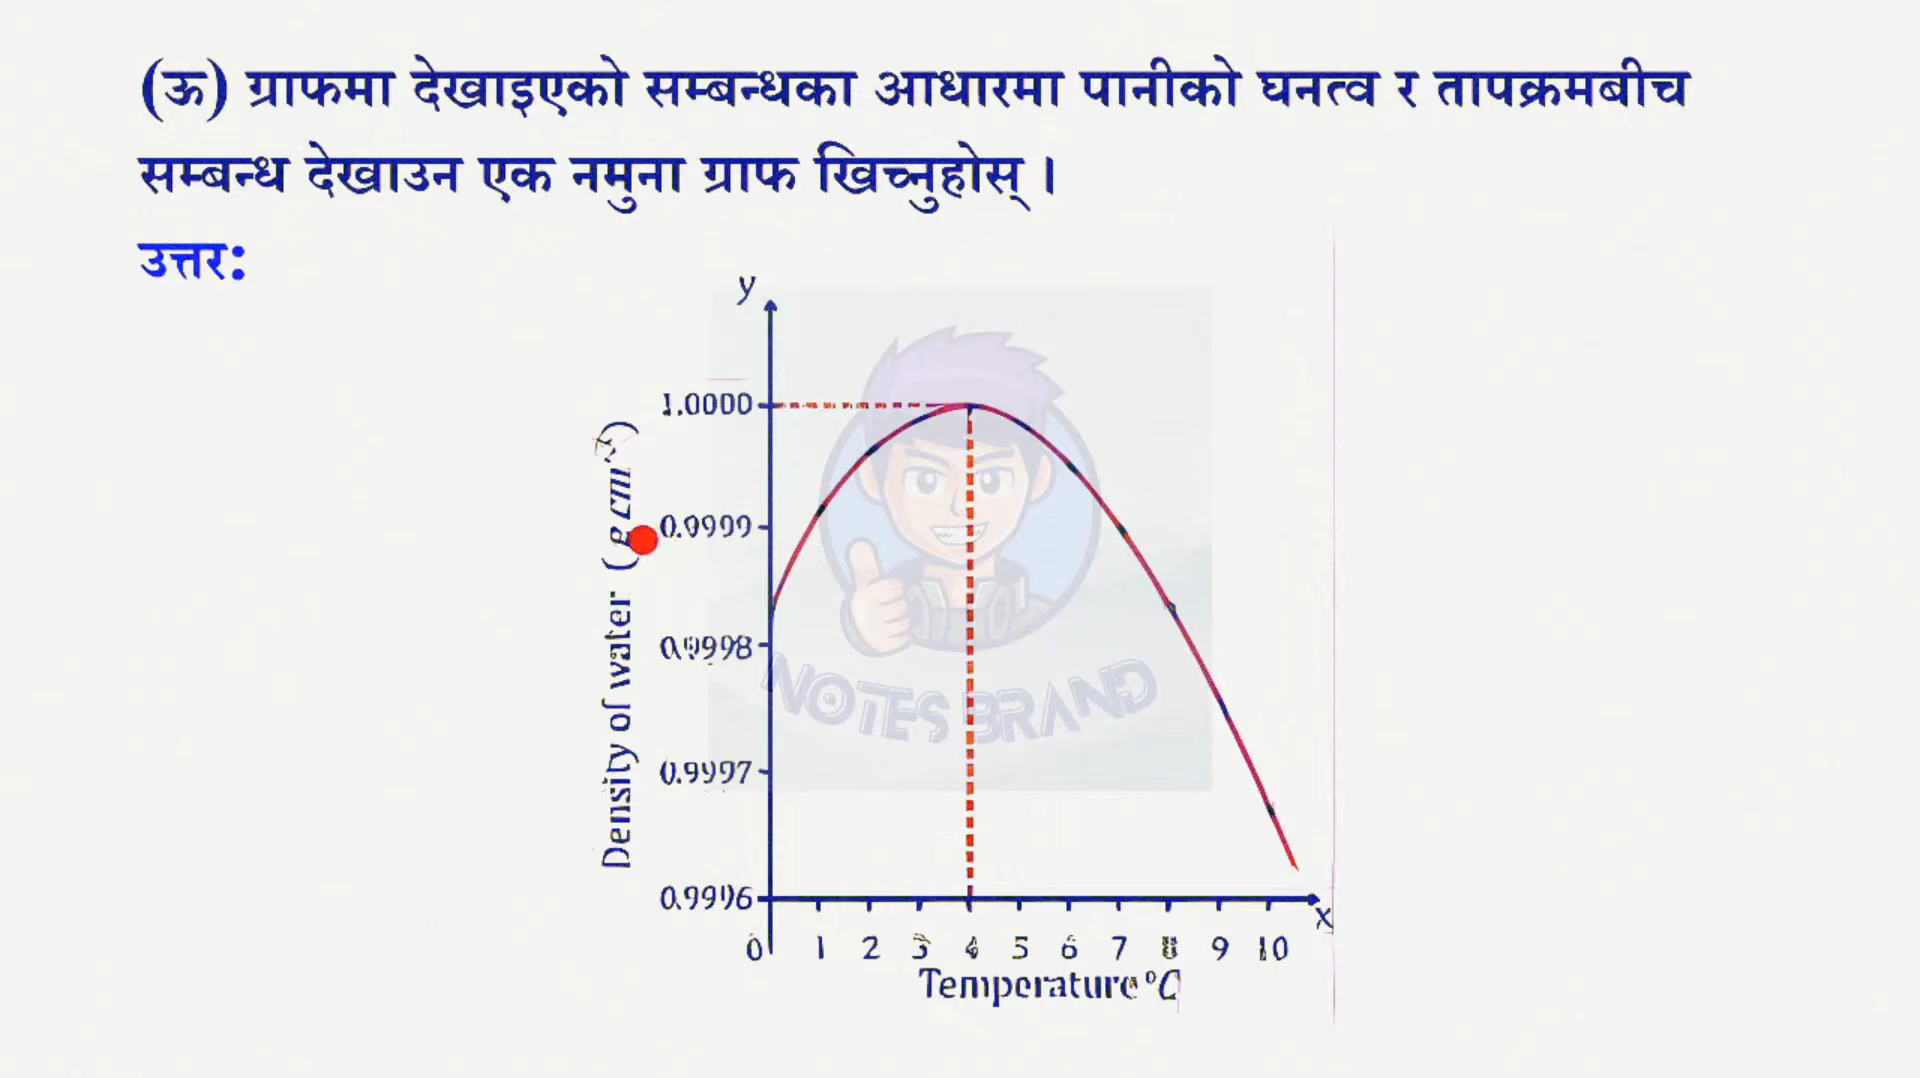 (ऊ) ग्राफमा देखाइएको सम्बन्धका आधारमा पानीको घनत्व र तापक्रमबीच
सम्बन्ध देखाउन एक नमुना ग्राफ खिच्नुहोस् ।
उत्तर:
y
1.0000
0.9999
0.9998
0.9997
0.9996
Density of water (g cm⁻³)
NOTES BRAND
x
0 1 2 3 4 5 6 7 8 9 10
Temperature °C